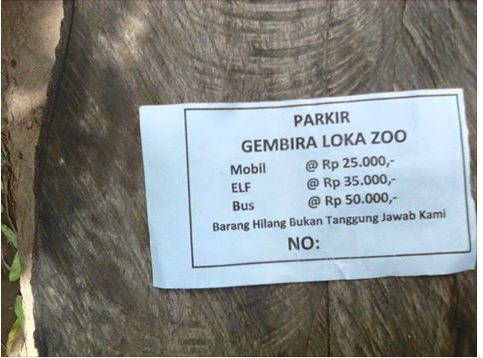 PARKIR
GEMBIRA LOKA ZOO
Mobil @ Rp 25.000,-
ELF @ Rp 35.000,-
Bus @ Rp 50.000,-
Barang Hilang Bukan Tanggung Jawab Kami
NO: